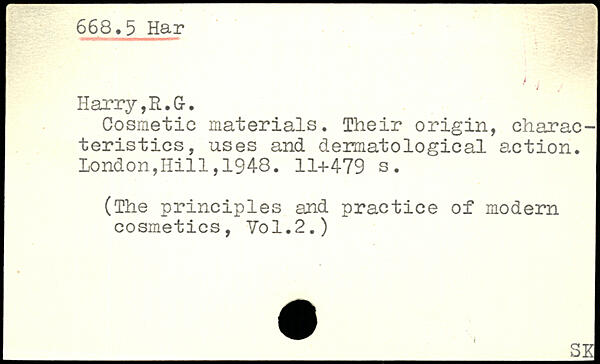 668.5 Har
Harry,R.G.
Cosmetic materials. Their origin, charac-
teristics, uses and dermatological action.
London,Hill,1948. 11+479 s.
(The principles and practice of modern
cosmetics, Vol.2.)
SK